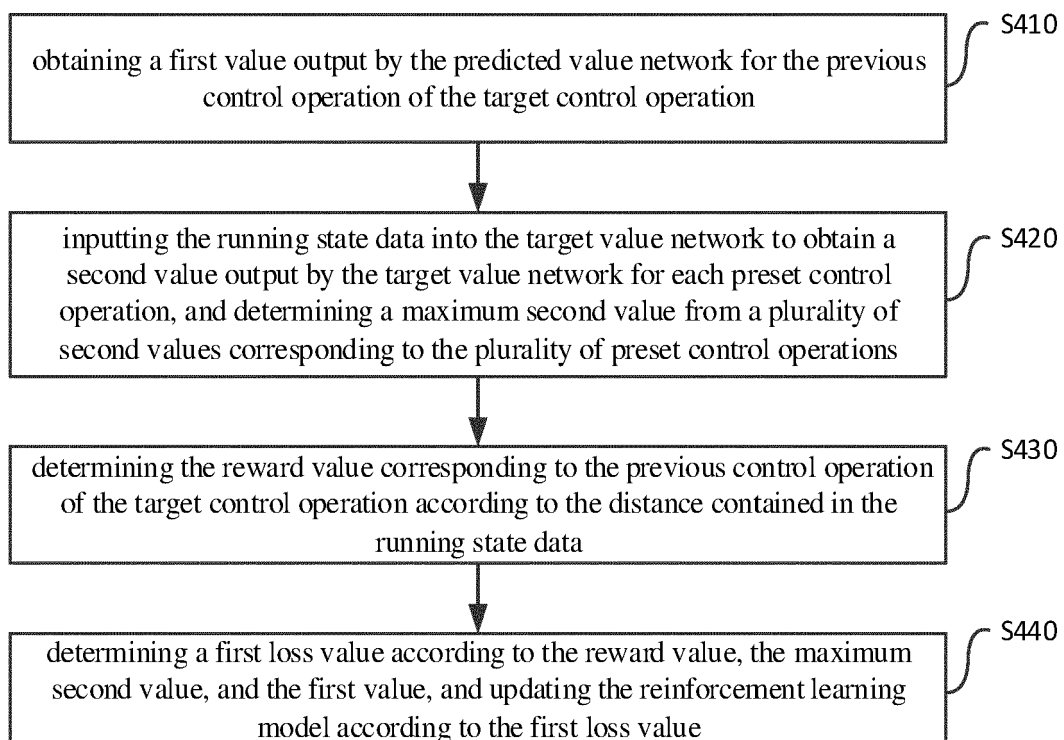 S410
obtaining a first value output by the predicted value network for the previous
control operation of the target control operation
S420
inputting the running state data into the target value network to obtain a
second value output by the target value network for each preset control
operation, and determining a maximum second value from a plurality of
second values corresponding to the plurality of preset control operations
S430
determining the reward value corresponding to the previous control operation
of the target control operation according to the distance contained in the
running state data
S440
determining a first loss value according to the reward value, the maximum
second value, and the first value, and updating the reinforcement learning
model according to the first loss value